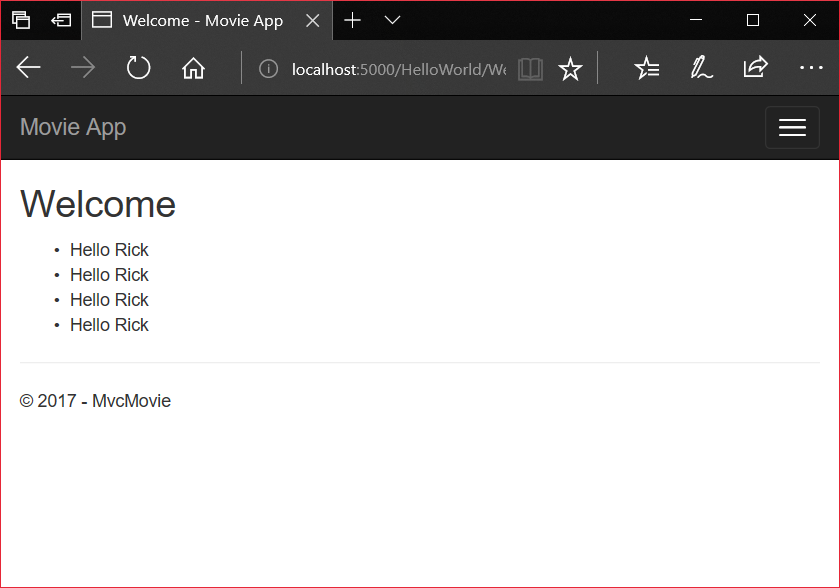 Welcome - Movie App
localhost:5000/HelloWorld/We
Movie App
Welcome
• Hello Rick
• Hello Rick
• Hello Rick
• Hello Rick
© 2017 - MvcMovie